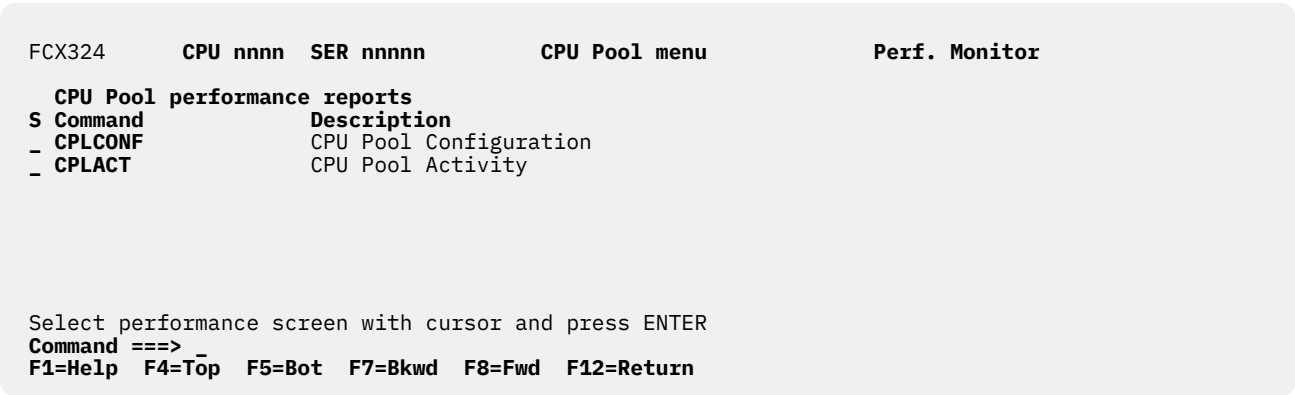 FCX324      CPU nnnn  SER nnnnn         CPU Pool menu             Perf. Monitor
  CPU Pool performance reports
S Command             Description
_ CPLCONF             CPU Pool Configuration
_ CPLACT              CPU Pool Activity
Select performance screen with cursor and press ENTER
Command ===> _
F1=Help  F4=Top  F5=Bot  F7=Bkwd  F8=Fwd  F12=Return